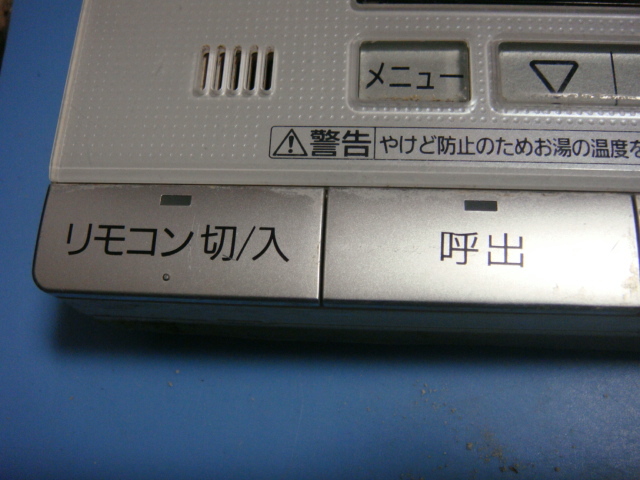 メニュー ▽
⚠警告 やけど防止のためお湯の温度を
リモコン 切/入 呼出